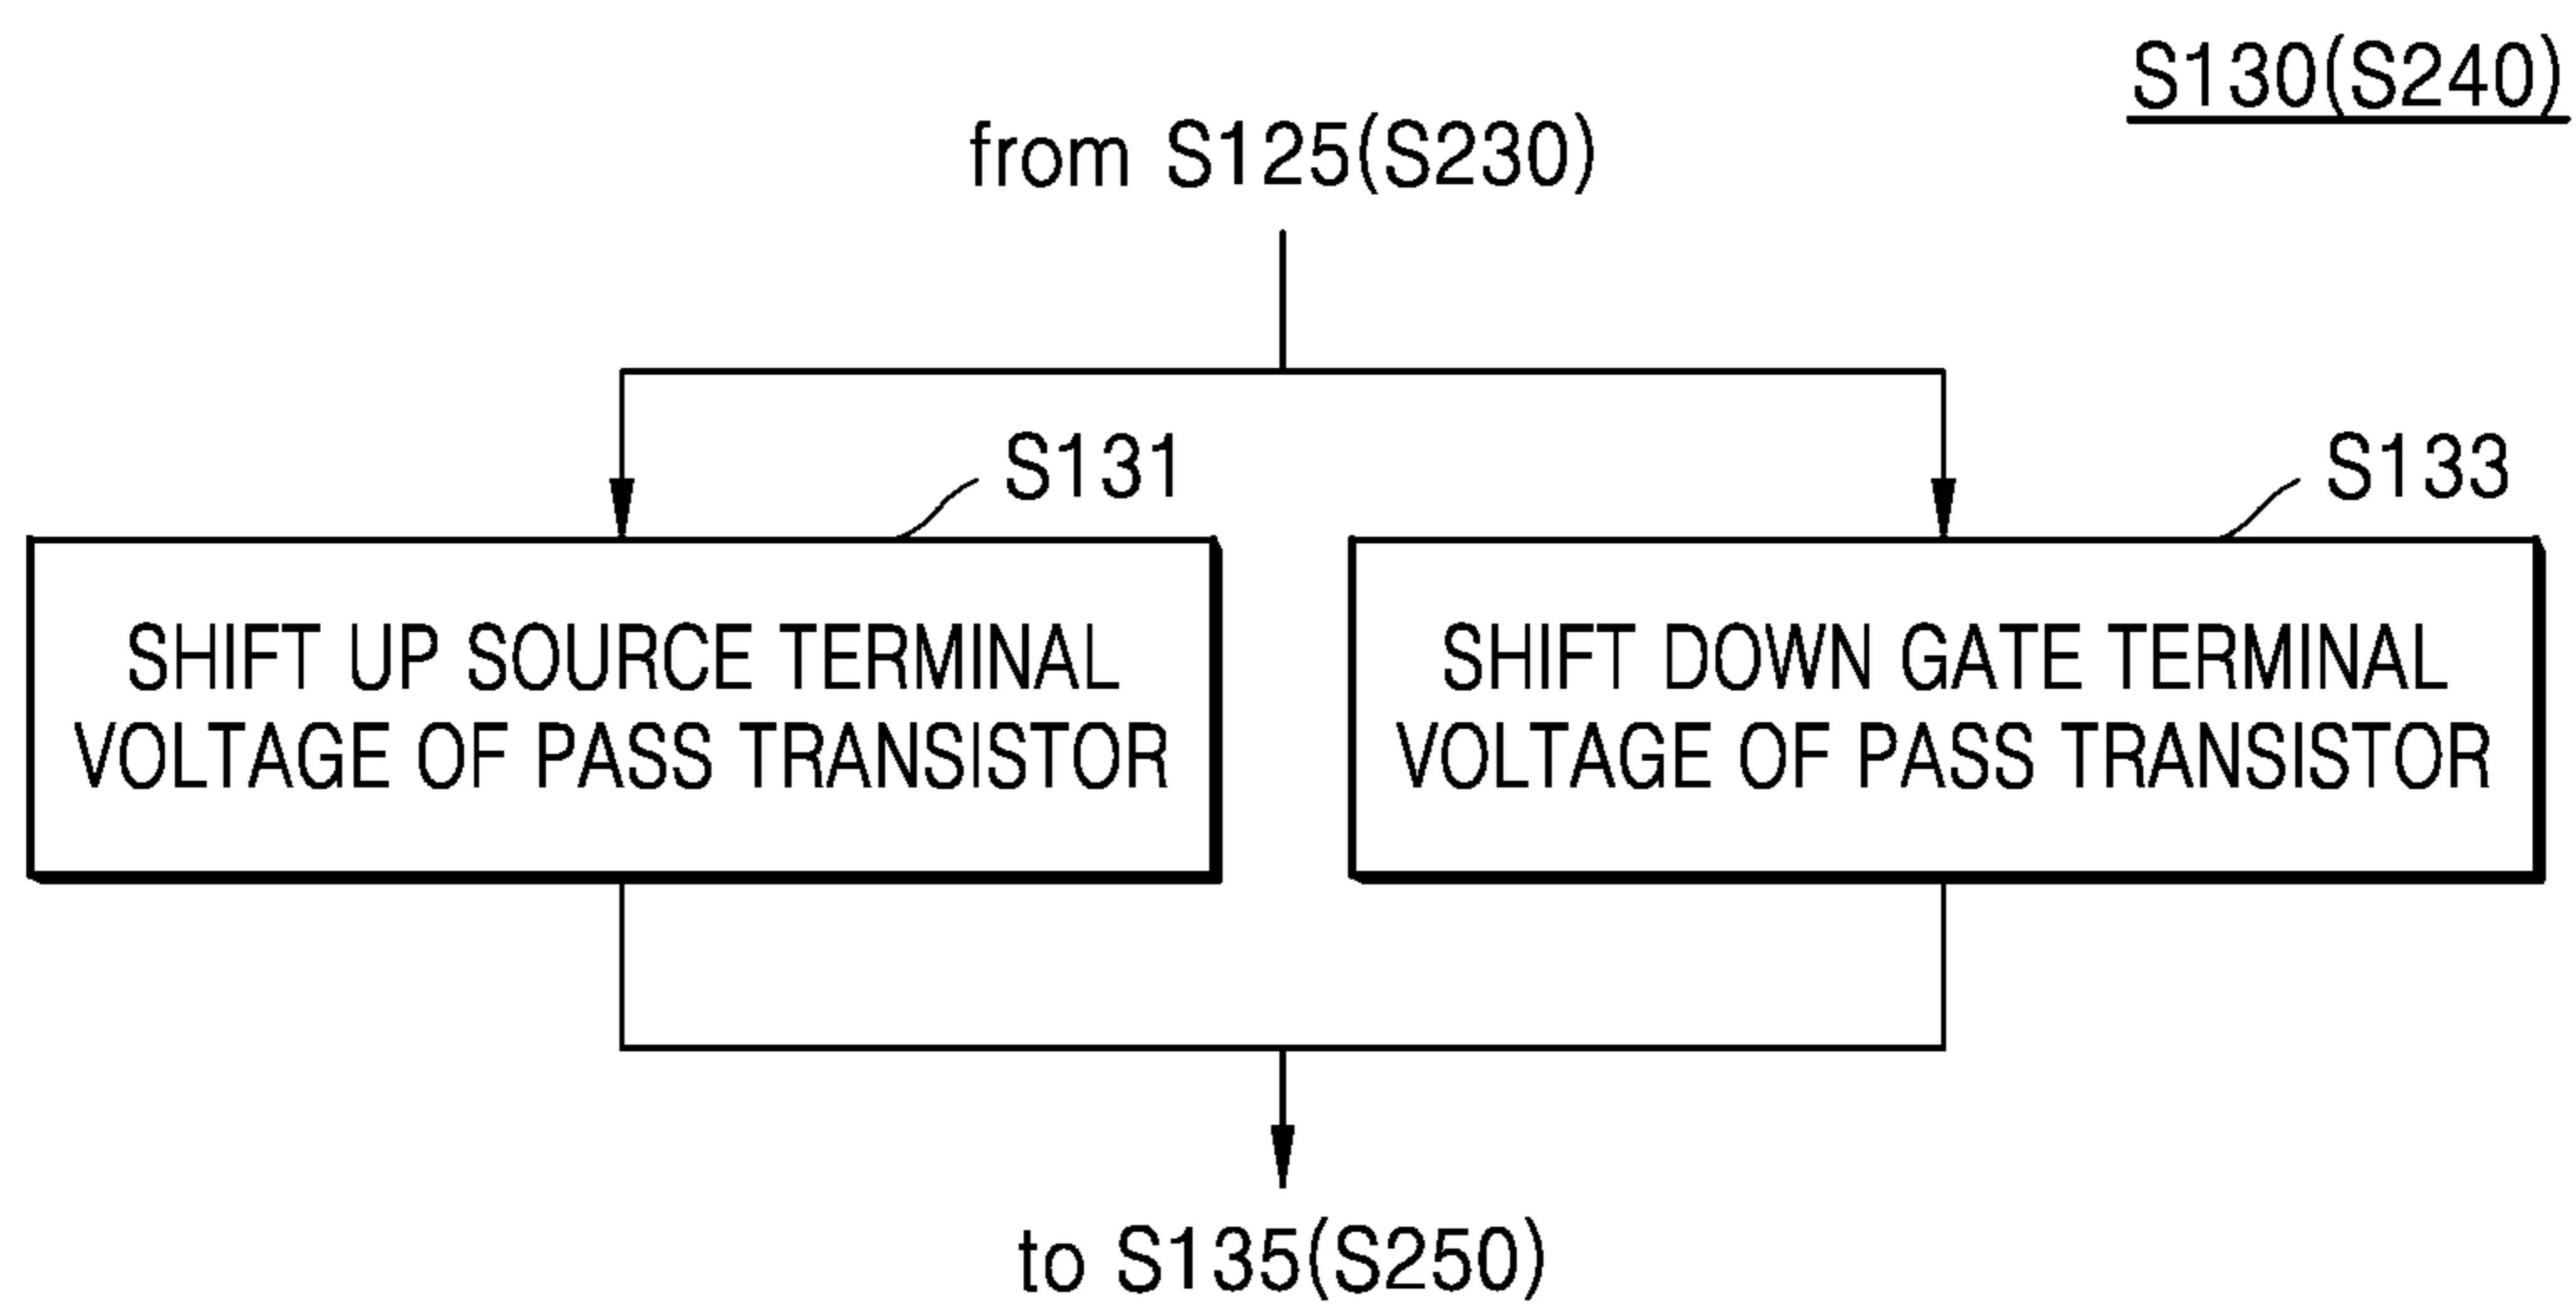 S130(S240)
from S125(S230)
S131
S133
SHIFT UP SOURCE TERMINAL
VOLTAGE OF PASS TRANSISTOR
SHIFT DOWN GATE TERMINAL
VOLTAGE OF PASS TRANSISTOR
to S135(S250)